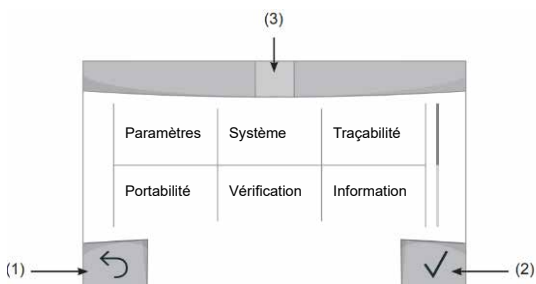 (3)
Paramètres Système Traçabilité
Portabilité Vérification Information
(1) (2)